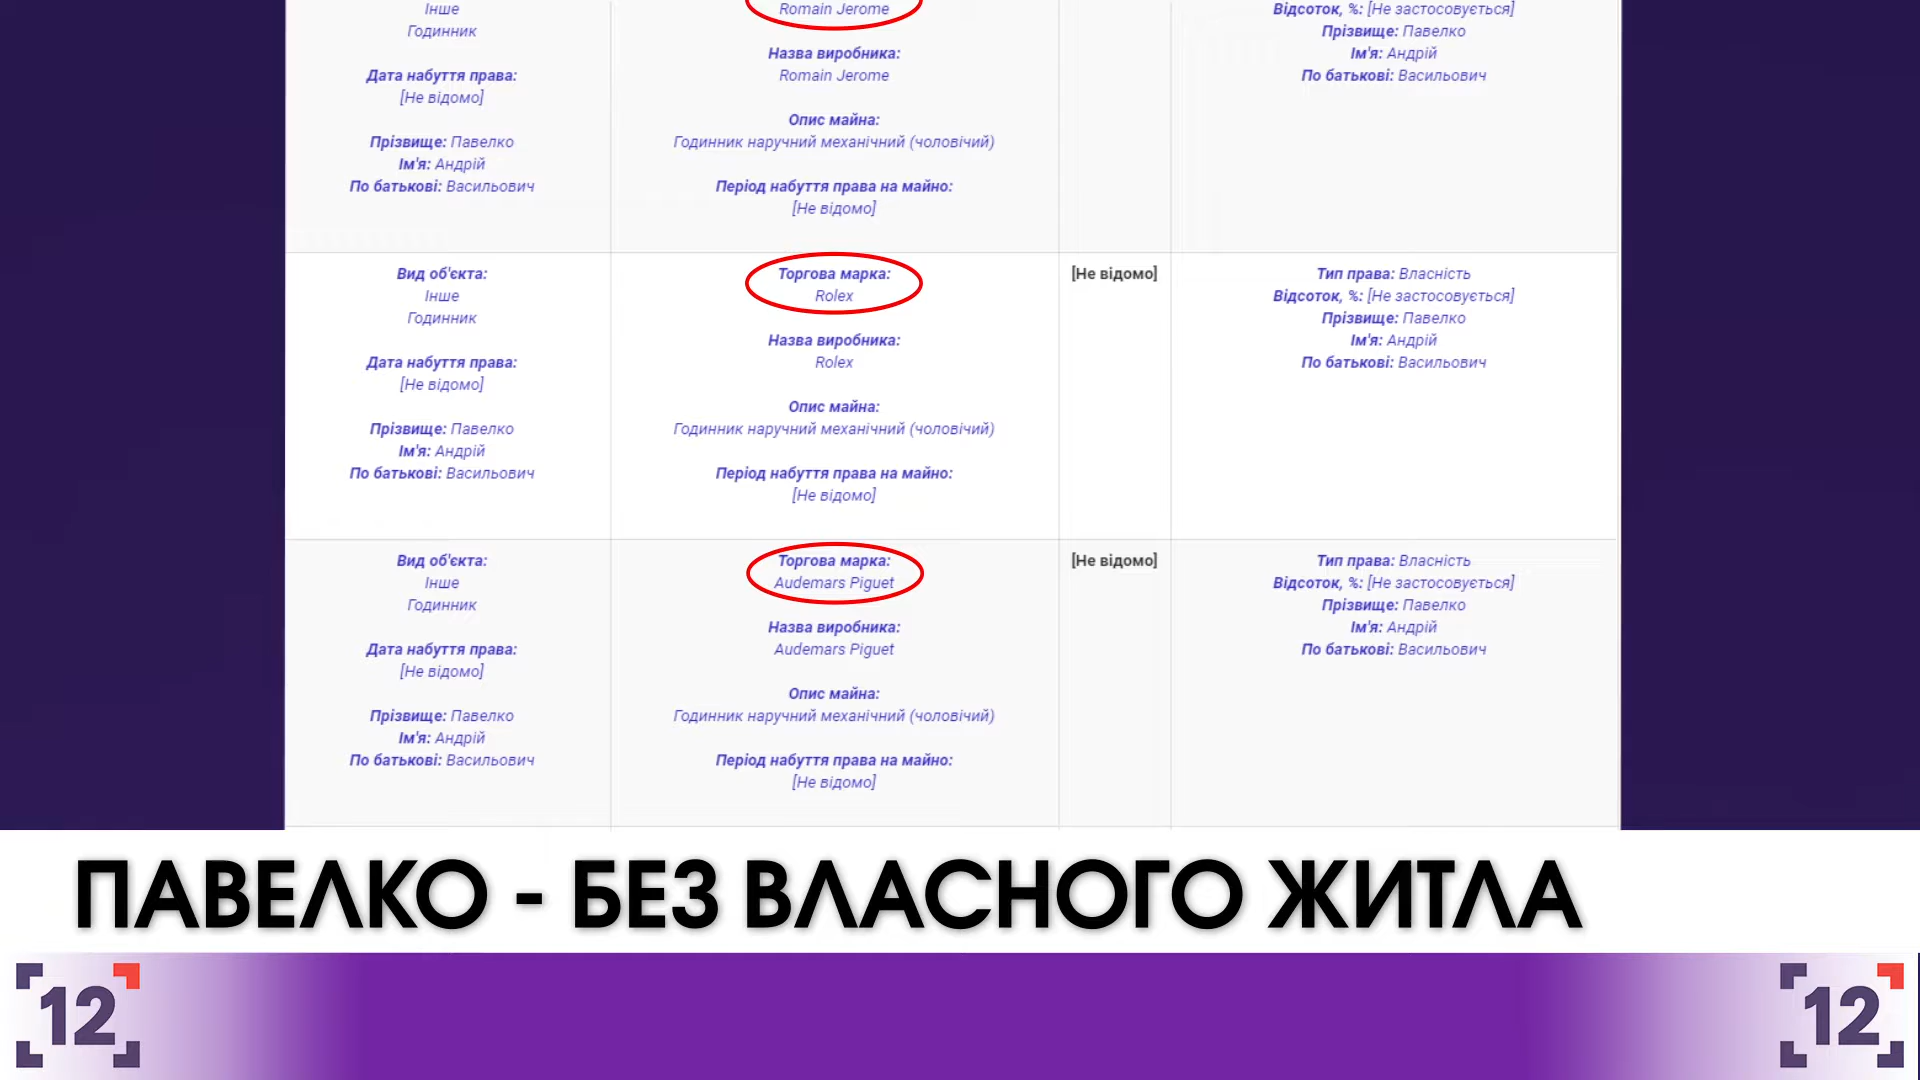 Інше
Годинник
Дата набуття права:
[Не відомо]
Прізвище: Павелко
Ім'я: Андрій
По батькові: Васильович
Romain Jerome
Назва виробника:
Romain Jerome
Опис майна:
Годинник наручний механічний (чоловічий)
Період набуття права на майно:
[Не відомо]
Відсоток, %: [Не застосовується]
Прізвище: Павелко
Ім'я: Андрій
По батькові: Васильович
Вид об'єкта:
Інше
Годинник
Дата набуття права:
[Не відомо]
Прізвище: Павелко
Ім'я: Андрій
По батькові: Васильович
Торгова марка:
Rolex
Назва виробника:
Rolex
Опис майна:
Годинник наручний механічний (чоловічий)
Період набуття права на майно:
[Не відомо]
[Не відомо]
Тип права: Власність
Відсоток, %: [Не застосовується]
Прізвище: Павелко
Ім'я: Андрій
По батькові: Васильович
Вид об'єкта:
Інше
Годинник
Дата набуття права:
[Не відомо]
Прізвище: Павелко
Ім'я: Андрій
По батькові: Васильович
Торгова марка:
Audemars Piguet
Назва виробника:
Audemars Piguet
Опис майна:
Годинник наручний механічний (чоловічий)
Період набуття права на майно:
[Не відомо]
[Не відомо]
Тип права: Власність
Відсоток, %: [Не застосовується]
Прізвище: Павелко
Ім'я: Андрій
По батькові: Васильович
ПАВЕЛКО - БЕЗ ВЛАСНОГО ЖИТЛА
12
12